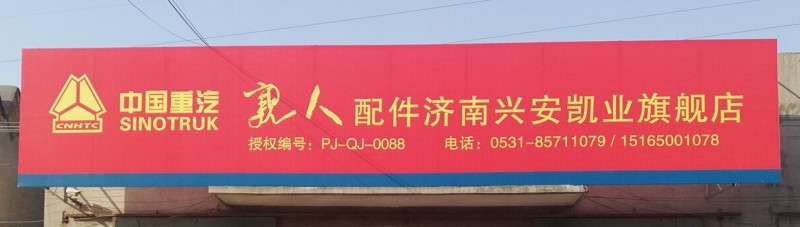 CNHTC
中国重汽
SINOTRUK
亲人配件济南兴安凯业旗舰店
授权编号：PJ-QJ-0088 电话：0531-85711079 / 15165001078